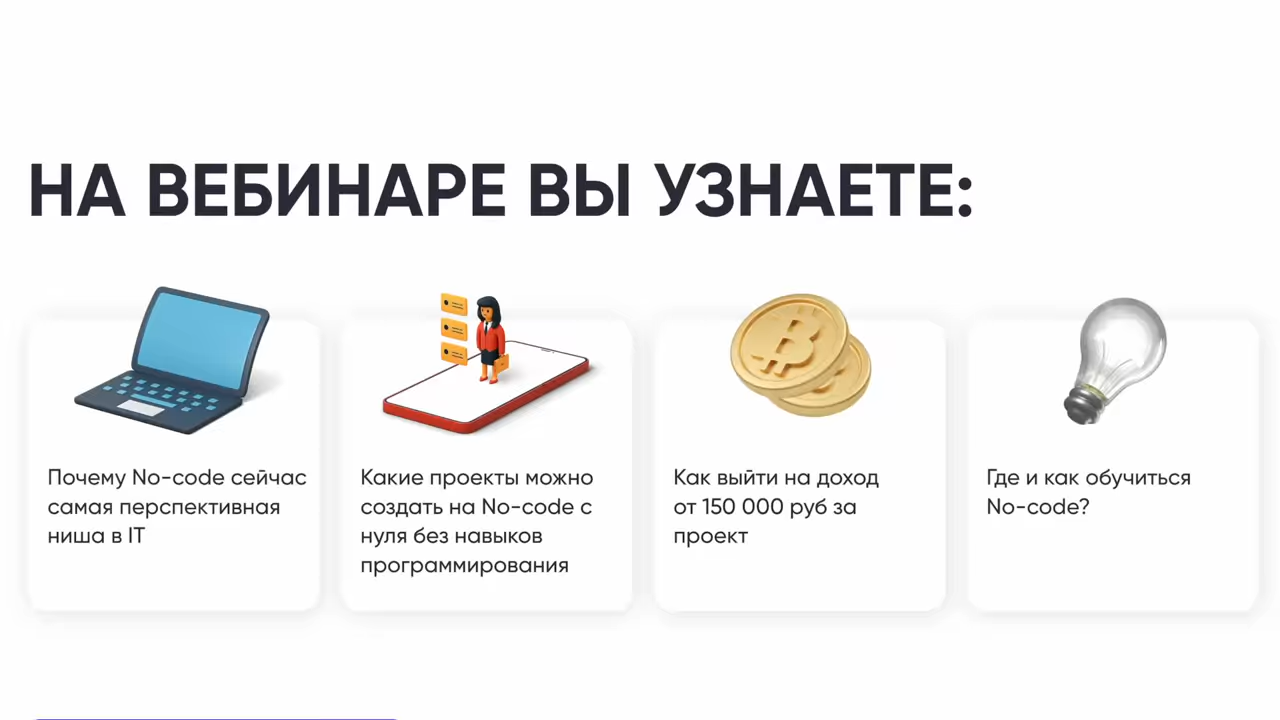 НА ВЕБИНАРЕ ВЫ УЗНАЕТЕ:
Почему No-code сейчас
самая перспективная
ниша в IT
Какие проекты можно
создать на No-code с
нуля без навыков
программирования
Как выйти на доход
от 150 000 руб за
проект
Где и как обучиться
No-code?